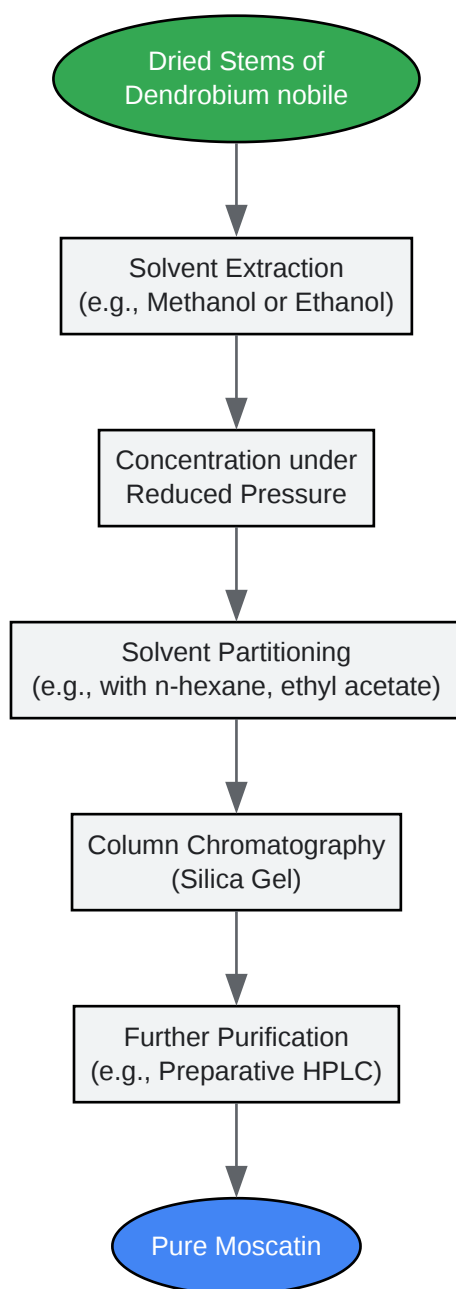 Dried Stems of
Dendrobium nobile
Solvent Extraction
(e.g., Methanol or Ethanol)
Concentration under
Reduced Pressure
Solvent Partitioning
(e.g., with n-hexane, ethyl acetate)
Column Chromatography
(Silica Gel)
Further Purification
(e.g., Preparative HPLC)
Pure Moscatin